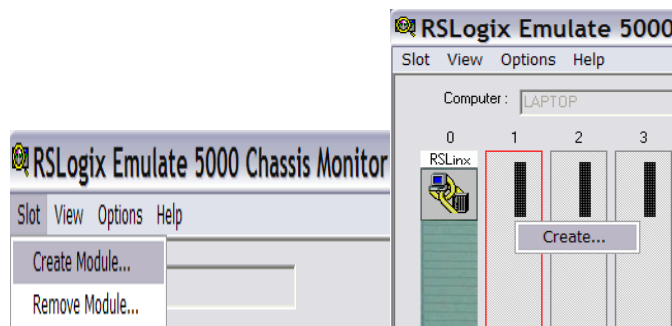 RSLogix Emulate 5000 Chassis Monitor
Slot View Options Help
Create Module...
Remove Module...
RSLogix Emulate 5000
Slot View Options Help
Computer : LAPTOP
0 1 2 3
RSLinx
Create...